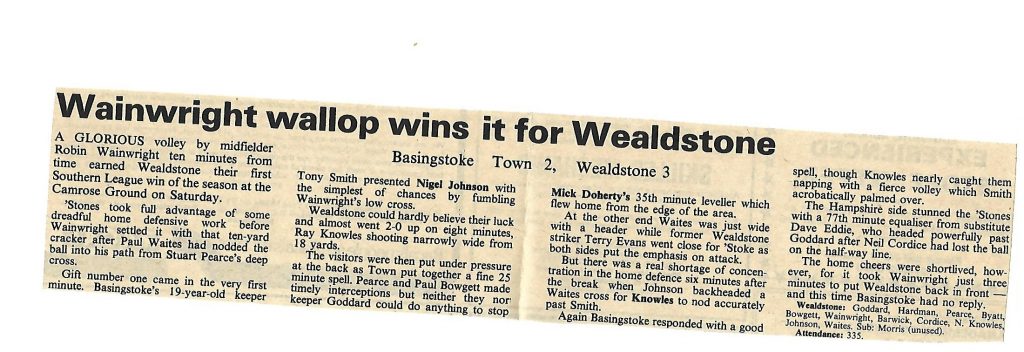 Wainwright wallop wins it for Wealdstone
Basingstoke Town 2, Wealdstone 3
A GLORIOUS volley by midfielder
Robin Wainwright ten minutes from
time earned Wealdstone their first
Southern League win of the season at the
Camrose Ground on Saturday.
'Stones took full advantage of some
dreadful home defensive work before
Wainwright settled it with that ten-yard
cracker after Paul Waites had nodded the
ball into his path from Stuart Pearce's deep
cross.
Gift number one came in the very first
minute. Basingstoke's 19-year-old keeper
Tony Smith presented Nigel Johnson with
the simplest of chances by fumbling
Wainwright's low cross.
Wealdstone could hardly believe their luck
and almost went 2-0 up on eight minutes,
Ray Knowles shooting narrowly wide from
18 yards.
The visitors were then put under pressure
at the back as Town put together a fine 25
minute spell. Pearce and Paul Bowgett made
timely interceptions but neither they nor
keeper Goddard could do anything to stop
Mick Doherty's 35th minute leveller which
flew home from the edge of the area.
At the other end Waites was just wide
with a header while former Wealdstone
striker Terry Evans went close for 'Stoke as
both sides put the emphasis on attack.
But there was a real shortage of concen-
tration in the home defence six minutes after
the break when Johnson backheaded a
Waites cross for Knowles to nod accurately
past Smith.
Again Basingstoke responded with a good
spell, though Knowles nearly caught them
napping with a fierce volley which Smith
acrobatically palmed over.
The Hampshire side stunned the 'Stones
with a 77th minute equaliser from substitute
Dave Eddie, who headed powerfully past
Goddard after Neil Cordice had lost the ball
on the half-way line.
The home cheers were shortlived, how-
ever, for it took Wainwright just three
minutes to put Wealdstone back in front —
and this time Basingstoke had no reply.
Wealdstone: Goddard, Hardman, Pearce, Byatt,
Bowgett, Wainwright, Barwick, Cordice, N. Knowles,
Johnson, Waites. Sub: Morris (unused).
Attendance: 335.